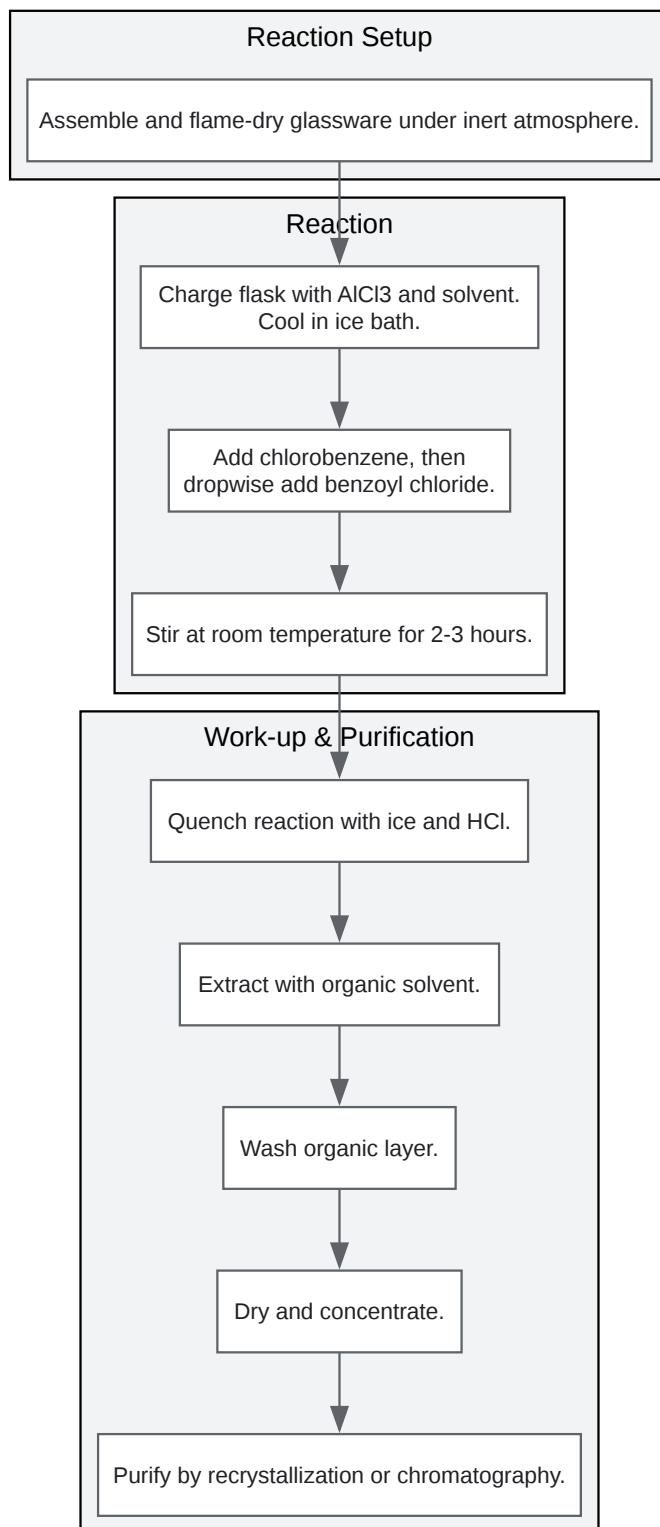 Reaction Setup
Assemble and flame-dry glassware under inert atmosphere.
Reaction
Charge flask with AlCl3 and solvent.
Cool in ice bath.
Add chlorobenzene, then
dropwise add benzoyl chloride.
Stir at room temperature for 2-3 hours.
Work-up & Purification
Quench reaction with ice and HCl.
Extract with organic solvent.
Wash organic layer.
Dry and concentrate.
Purify by recrystallization or chromatography.